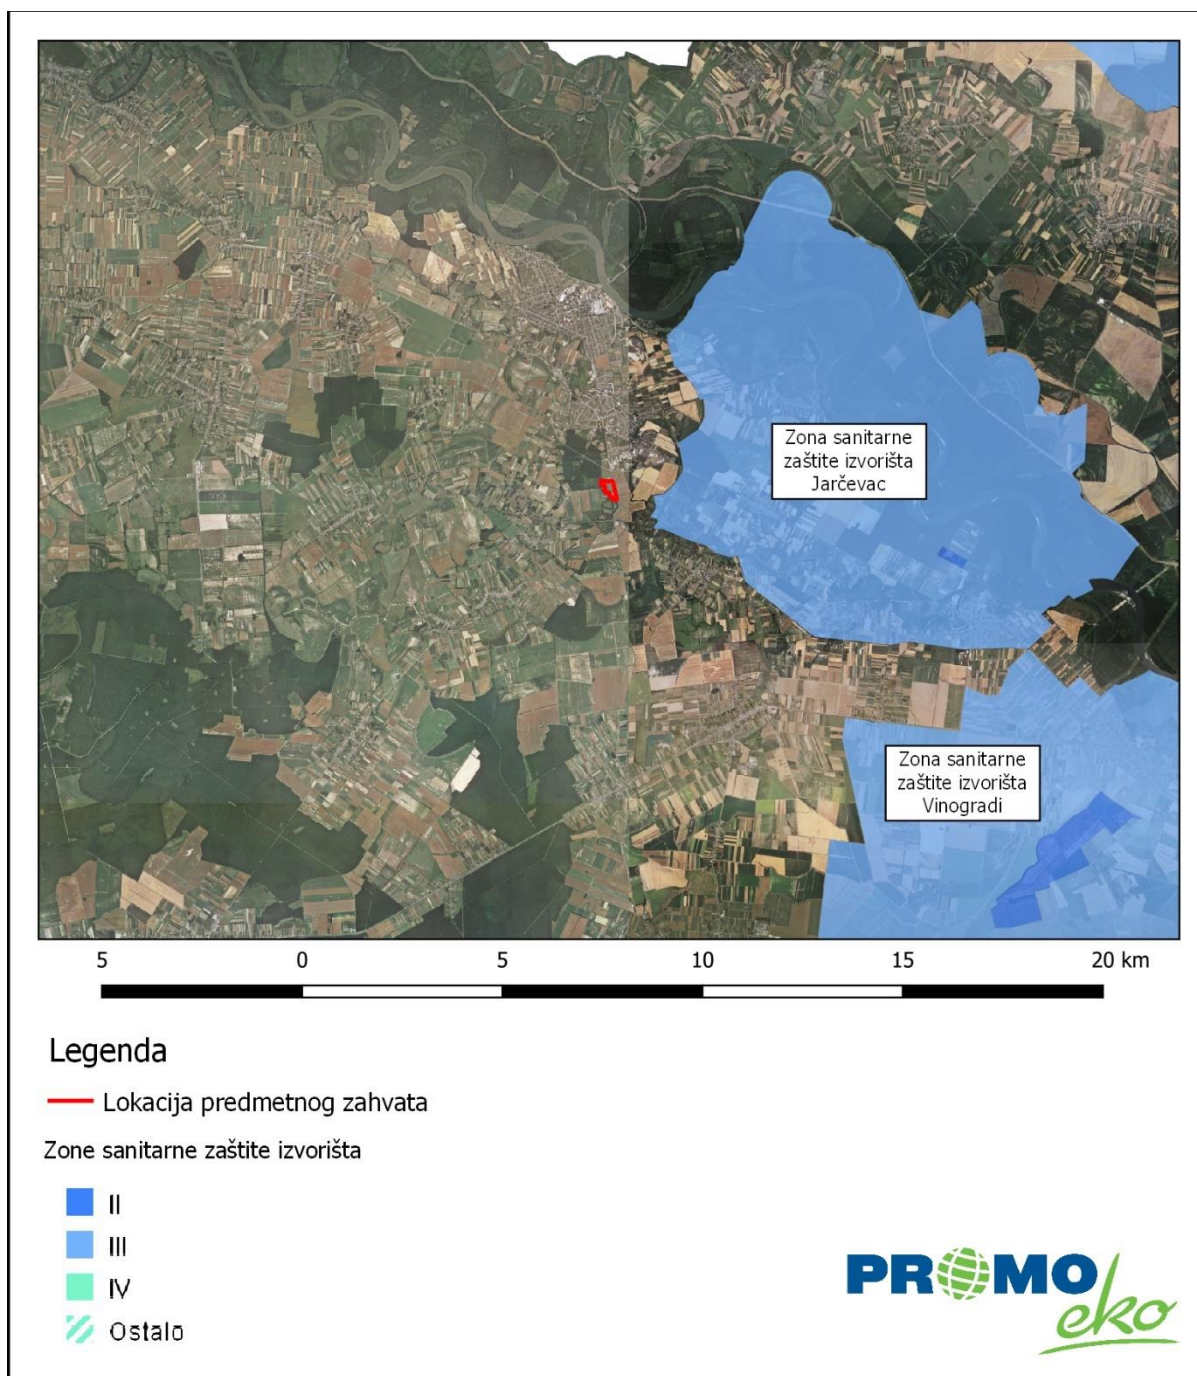 Zona sanitarne
zaštite izvorišta
Jarčevac
Zona sanitarne
zaštite izvorišta
Vinogradi
5 0 5 10 15 20 km
Legenda
Lokacija predmetnog zahvata
Zone sanitarne zaštite izvorišta
II
III
IV
Ostalo
PROMO
eko